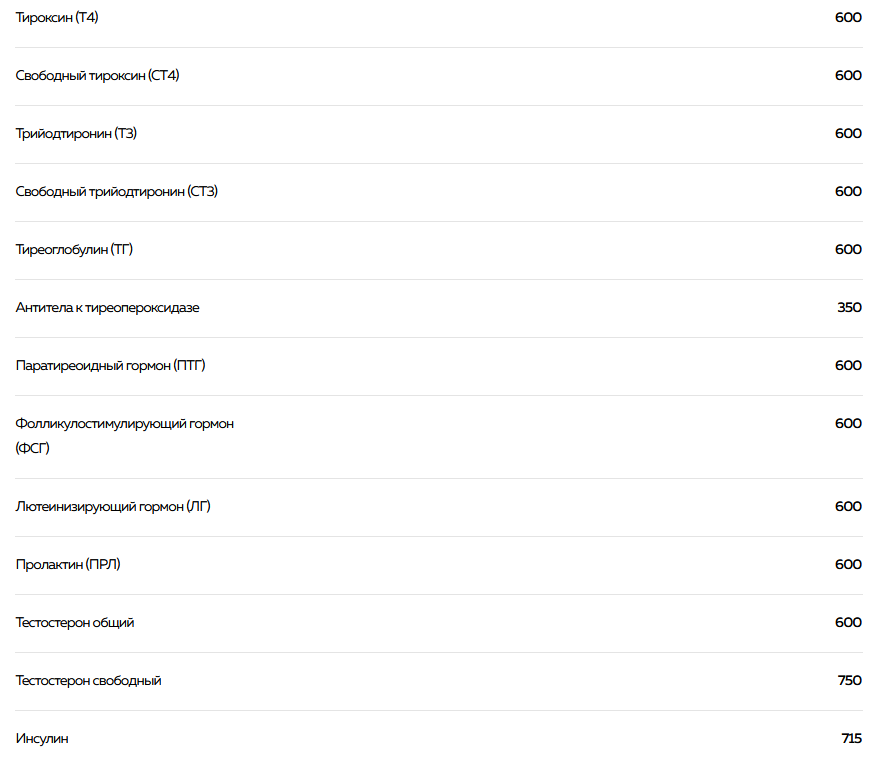 Тироксин (Т4) 600
Свободный тироксин (СТ4) 600
Трийодтиронин (Т3) 600
Свободный трийодтиронин (СТ3) 600
Тиреоглобулин (ТГ) 600
Антитела к тиреопероксидазе 350
Паратиреоидный гормон (ПТГ) 600
Фолликулостимулирующий гормон 600
(ФСГ)
Лютеинизирующий гормон (ЛГ) 600
Пролактин (ПРЛ) 600
Тестостерон общий 600
Тестостерон свободный 750
Инсулин 715